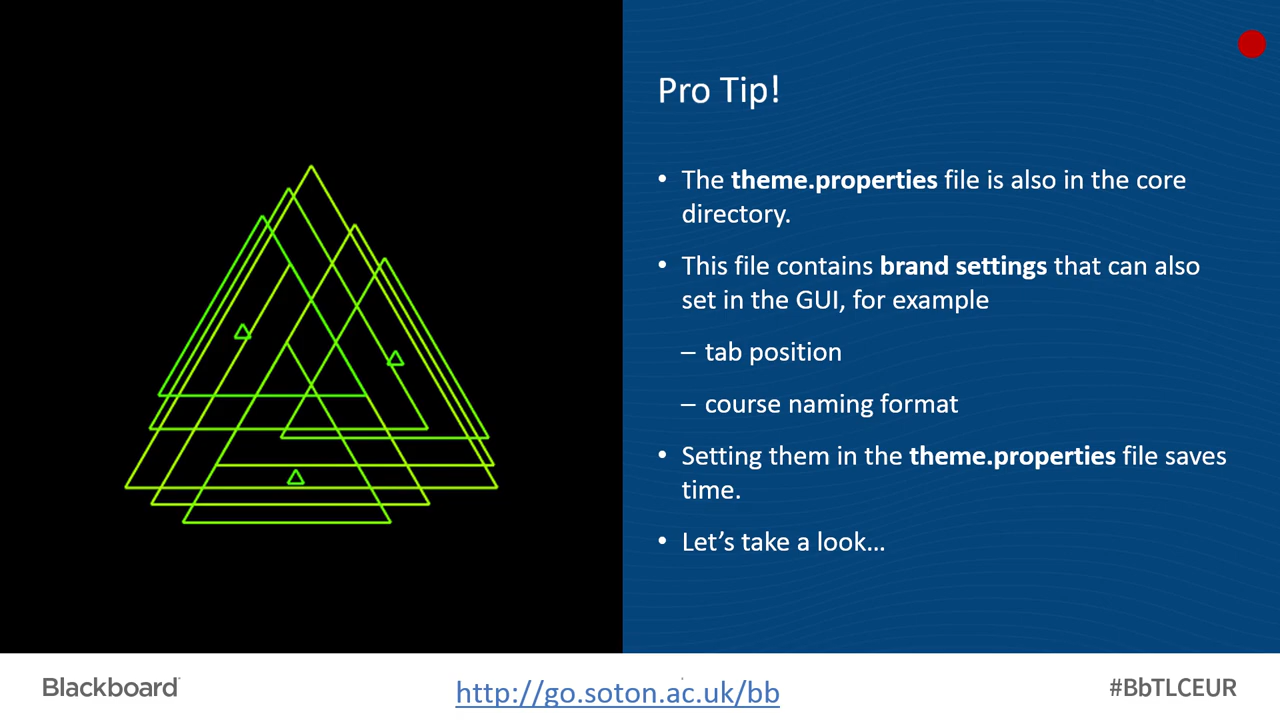 Pro Tip!
• The theme.properties file is also in the core
directory.
• This file contains brand settings that can also
set in the GUI, for example
– tab position
– course naming format
• Setting them in the theme.properties file saves
time.
• Let’s take a look…
Blackboard
http://go.soton.ac.uk/bb
#BbTLCEUR